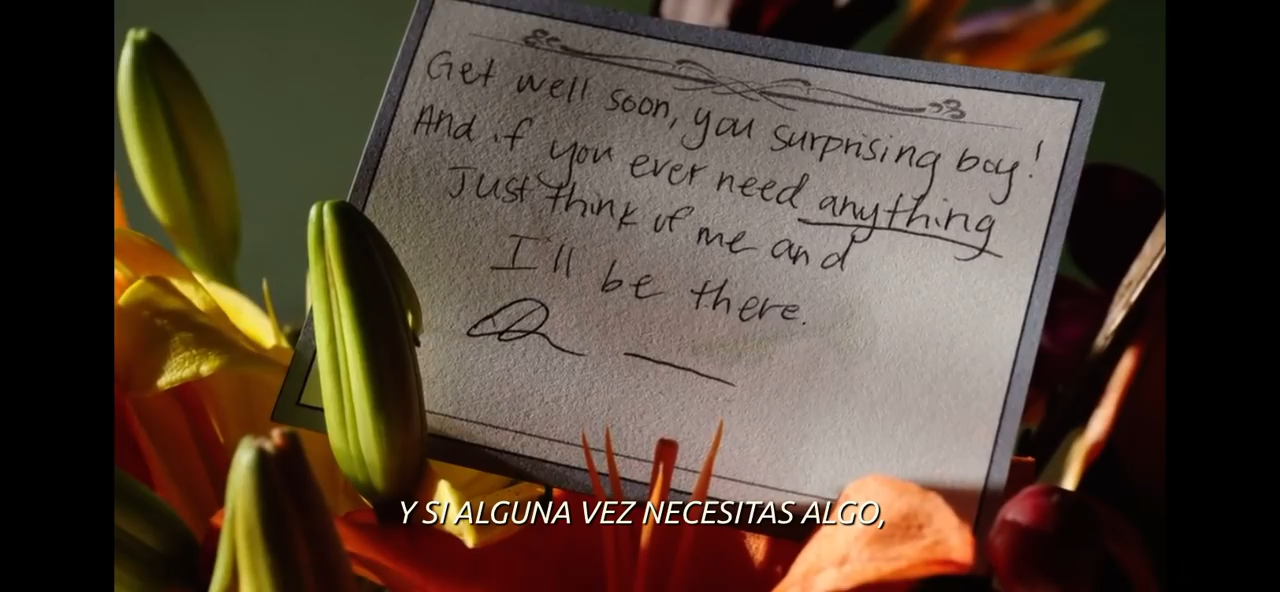 Get well soon, you surprising boy!
And if you ever need anything
Just think of me and
I'll be there.
Y SI ALGUNA VEZ NECESITAS ALGO,